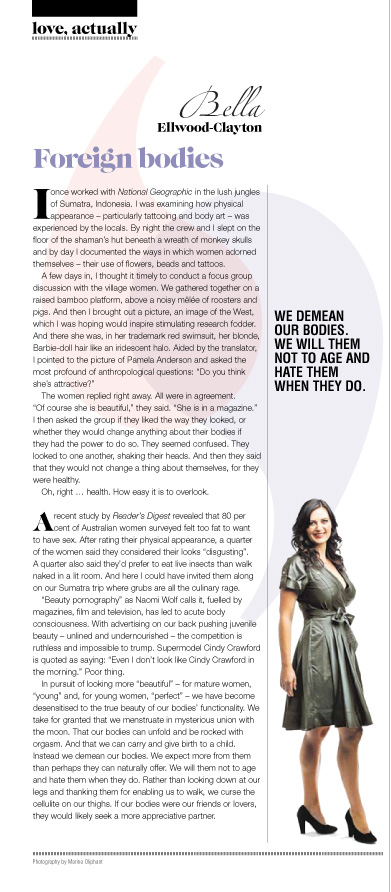 love, actually
Bella
Ellwood-Clayton
Foreign bodies
I once worked with National Geographic in the lush jungles
of Sumatra, Indonesia. I was examining how physical
appearance – particularly tattooing and body art – was
experienced by the locals. By night the crew and I slept on the
floor of the shaman's hut beneath a wreath of monkey skulls
and by day I documented the ways in which women adorned
themselves – their use of flowers, beads and tattoos.
A few days in, I thought it timely to conduct a focus group
discussion with the village women. We gathered together on a
raised bamboo platform, above a noisy mêlée of roosters and
pigs. And then I brought out a picture, an image of the West,
which I was hoping would inspire stimulating research fodder.
And there she was, in her trademark red swimsuit, her blonde,
Barbie-doll hair like an iridescent halo. Aided by the translator,
I pointed to the picture of Pamela Anderson and asked the
most profound of anthropological questions: "Do you think
she's attractive?"
The women replied right away. All were in agreement.
"Of course she is beautiful," they said. "She is in a magazine."
I then asked the group if they liked the way they looked, or
whether they would change anything about their bodies if
they had the power to do so. They seemed confused. They
looked to one another, shaking their heads. And then they said
that they would not change a thing about themselves, for they
were healthy.
Oh, right … health. How easy it is to overlook.
A recent study by Reader's Digest revealed that 80 per
cent of Australian women surveyed felt too fat to want
to have sex. After rating their physical appearance, a quarter
of the women said they considered their looks "disgusting".
A quarter also said they'd prefer to eat live insects than walk
naked in a lit room. And here I could have invited them along
on our Sumatra trip where grubs are all the culinary rage.
"Beauty pornography" as Naomi Wolf calls it, fuelled by
magazines, film and television, has led to acute body
consciousness. With advertising on our back pushing juvenile
beauty – unlined and undernourished – the competition is
ruthless and impossible to trump. Supermodel Cindy Crawford
is quoted as saying: "Even I don't look like Cindy Crawford in
the morning." Poor thing.
In pursuit of looking more "beautiful" – for mature women,
"young" and, for young women, "perfect" – we have become
desensitised to the true beauty of our bodies' functionality. We
take for granted that we menstruate in mysterious union with
the moon. That our bodies can unfold and be rocked with
orgasm. And that we can carry and give birth to a child.
Instead we demean our bodies. We expect more from them
than perhaps they can naturally offer. We will them not to age
and hate them when they do. Rather than looking down at our
legs and thanking them for enabling us to walk, we curse the
cellulite on our thighs. If our bodies were our friends or lovers,
they would likely seek a more appreciative partner.
WE DEMEAN
OUR BODIES.
WE WILL THEM
NOT TO AGE AND
HATE THEM
WHEN THEY DO.
Photography by Marina Oliphant